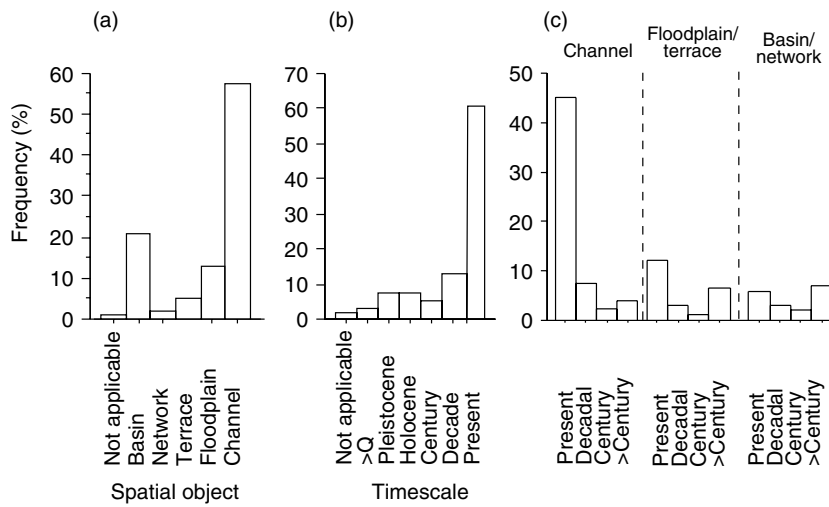 (a)
Frequency (%)
60
50
40
30
20
10
0
Not applicable
Basin
Network
Terrace
Floodplain
Channel
Spatial object
(b)
70
60
50
40
30
20
10
0
Not applicable
>Q
Pleistocene
Holocene
Century
Decade
Present
Timescale
(c)
Channel
Floodplain/
terrace
Basin/
network
50
40
30
20
10
0
Present
Decadal
Century
>Century
Present
Decadal
Century
>Century
Present
Decadal
Century
>Century